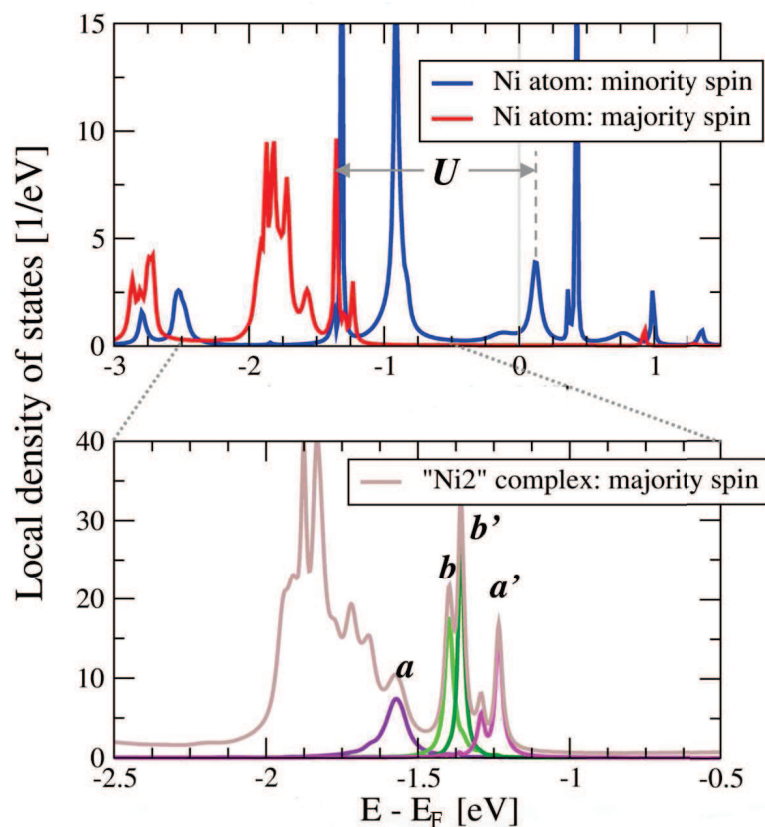 15
10
5
0
-3
-2
-1
0
1
Ni atom: minority spin
Ni atom: majority spin
U
Local density of states [1/eV]
40
30
20
10
0
-2.5
-2
-1.5
-1
-0.5
"Ni2" complex: majority spin
a
b
b’
a’
E - E_F [eV]